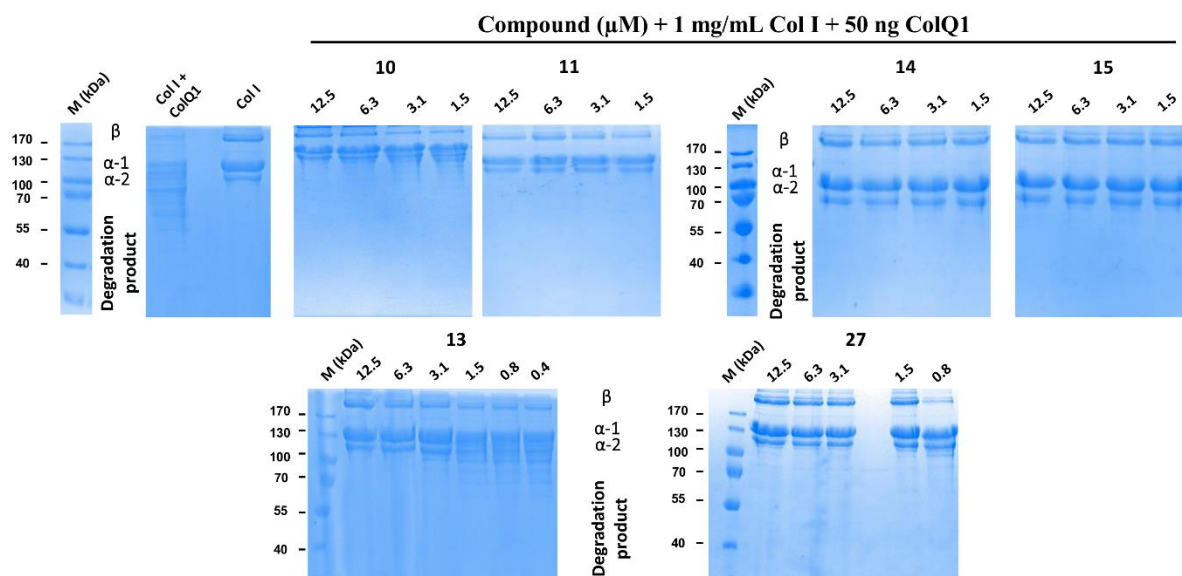 Compound (µM) + 1 mg/mL Col I + 50 ng ColQ1
10
11
14
15
M (kDa)
Col I +
ColQ1
Col I
12.5 6.3 3.1 1.5
12.5 6.3 3.1 1.5
M (kDa)
12.5 6.3 3.1 1.5
12.5 6.3 3.1 1.5
170
130
100
70
55
40
β
α-1
α-2
Degradation
product
170
130
100
70
55
40
β
α-1
α-2
Degradation
product
13
27
M (kDa)
12.5 6.3 3.1 1.5 0.8 0.4
M (kDa)
12.5 6.3 3.1 1.5 0.8
170
130
100
70
55
40
β
α-1
α-2
Degradation
product
170
130
100
70
55
40